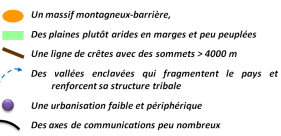 Un massif montagneux-barrière,
Des plaines plutôt arides en marges et peu peuplées
Une ligne de crêtes avec des sommets > 4000 m
Des vallées enclavées qui fragmentent le pays et
renforcent sa structure tribale
Une urbanisation faible et périphérique
Des axes de communications peu nombreux